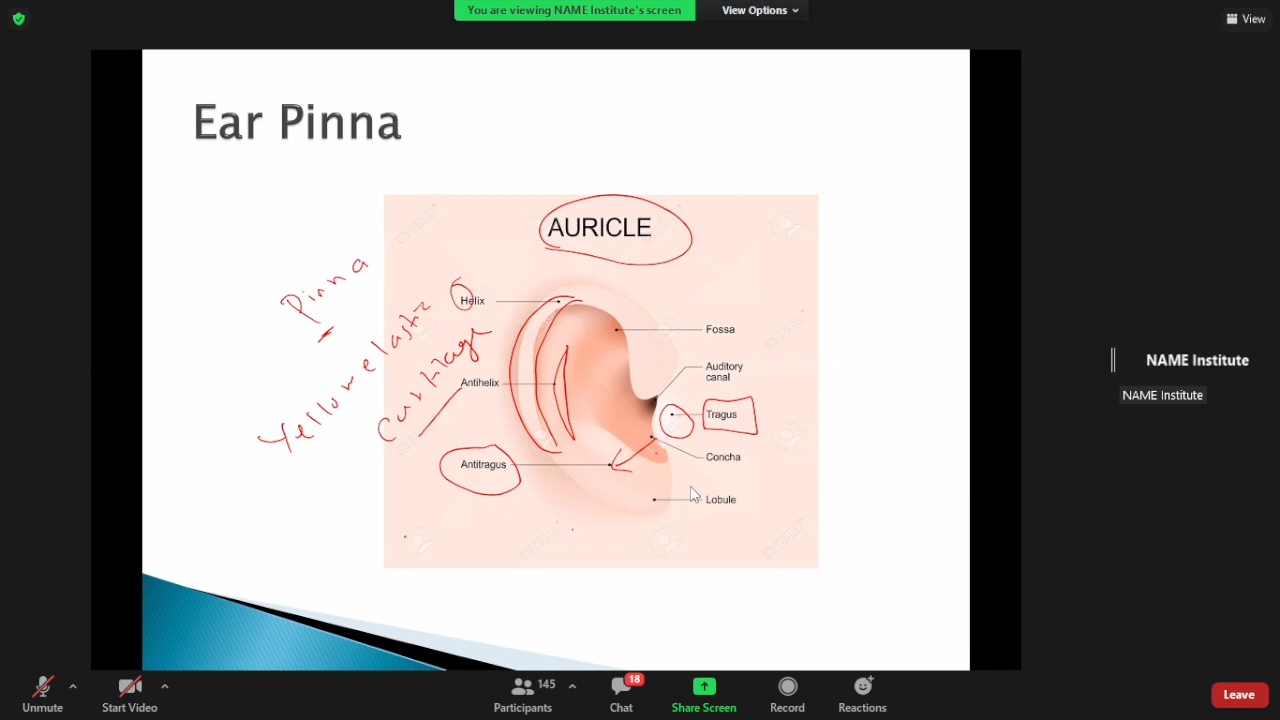 You are viewing NAME Institute's screen
View Options
View
Ear Pinna
AURICLE
Pinna
Yellow elastic
Cartilage
Helix
Fossa
Auditory
canal
Antihelix
Tragus
Concha
Antitragus
Lobule
NAME Institute
NAME Institute
Unmute
Start Video
145
Participants
18
Chat
Share Screen
Record
Reactions
Leave